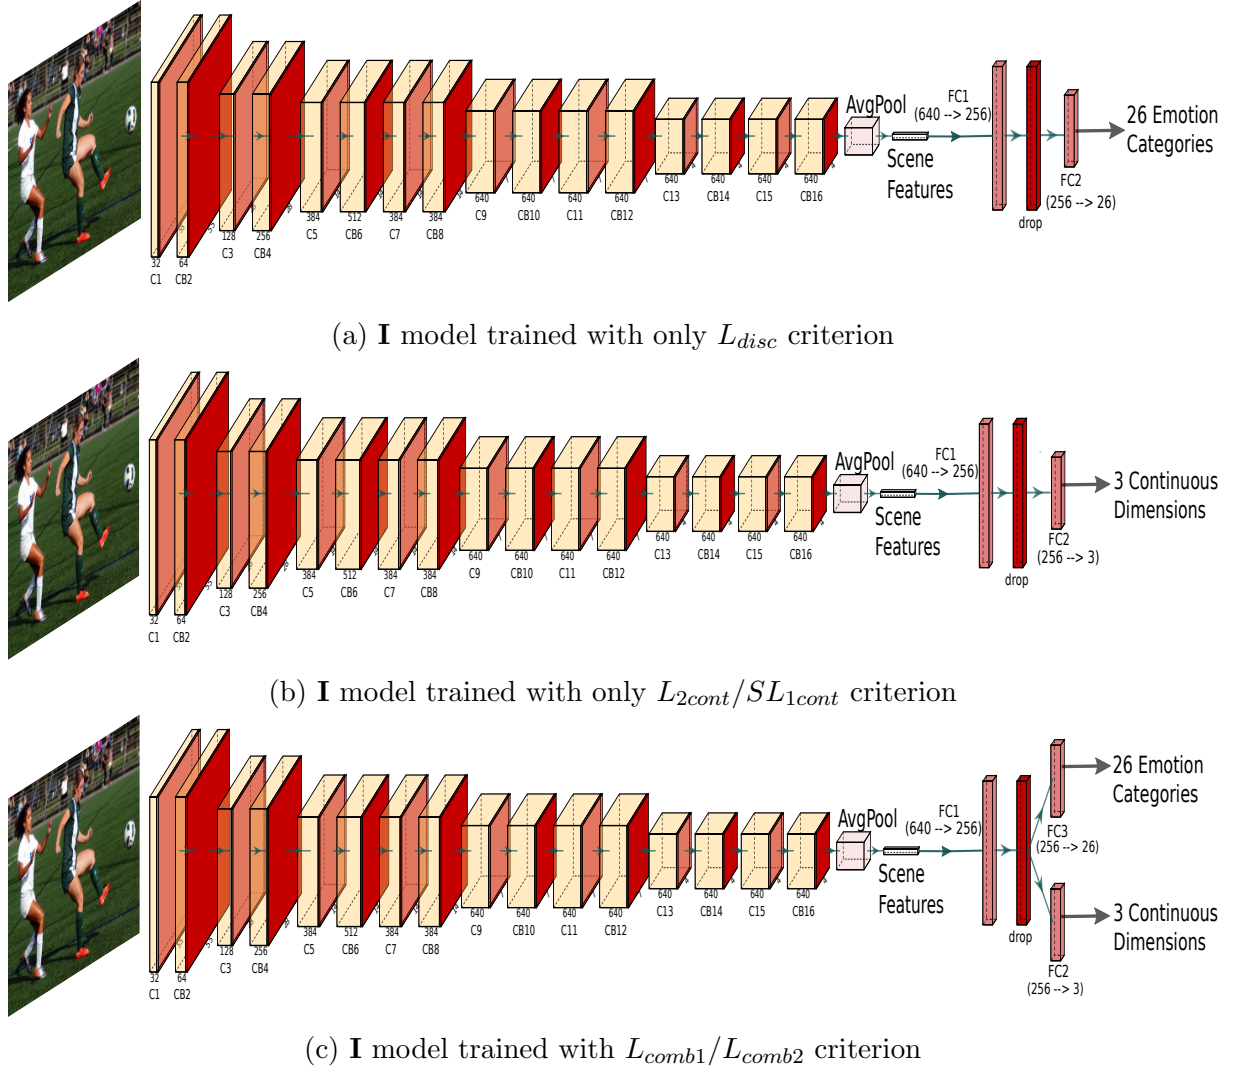 AvgPool
FC1
(640 --> 256)
26 Emotion
Categories
Scene
Features
FC2
(256 --> 26)
drop
32
64
128
256
384
512
384
384
640
640
640
640
640
640
640
640
C1
CB2
C3
CB4
C5
CB6
C7
CB8
C9
CB10
C11
CB12
C13
CB14
C15
CB16
(a) I model trained with only L_disc criterion
AvgPool
FC1
(640 --> 256)
3 Continuous
Dimensions
Scene
Features
FC2
(256 --> 3)
drop
32
64
128
256
384
512
384
384
640
640
640
640
640
640
640
640
C1
CB2
C3
CB4
C5
CB6
C7
CB8
C9
CB10
C11
CB12
C13
CB14
C15
CB16
(b) I model trained with only L_2cont/SL_1cont criterion
AvgPool
FC1
(640 --> 256)
26 Emotion
Categories
FC3
(256 --> 26)
Scene
Features
3 Continuous
Dimensions
drop
FC2
(256 --> 3)
32
64
128
256
384
512
384
384
640
640
640
640
640
640
640
640
C1
CB2
C3
CB4
C5
CB6
C7
CB8
C9
CB10
C11
CB12
C13
CB14
C15
CB16
(c) I model trained with L_comb1/L_comb2 criterion